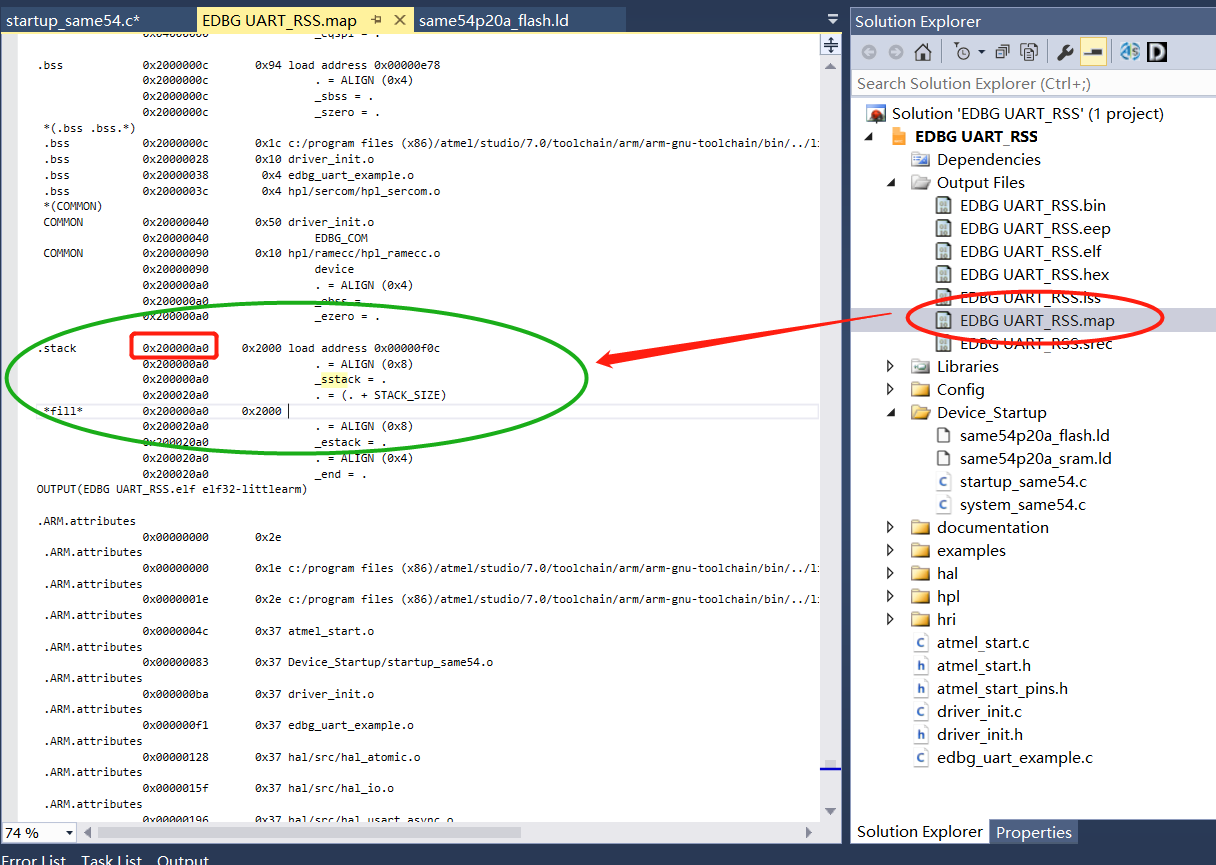 startup_same54.c*
EDBG UART_RSS.map
same54p20a_flash.ld
0x04000000 _eqspi = .
.bss 0x2000000c 0x94 load address 0x00000e78
0x2000000c . = ALIGN (0x4)
0x2000000c _sbss = .
0x2000000c _szero = .
*(.bss .bss.*)
.bss 0x2000000c 0x1c c:/program files (x86)/atmel/studio/7.0/toolchain/arm/arm-gnu-toolchain/bin/../li
.bss 0x20000028 0x10 driver_init.o
.bss 0x20000038 0x4 edbg_uart_example.o
.bss 0x2000003c 0x4 hpl/sercom/hpl_sercom.o
*(COMMON)
COMMON 0x20000040 0x50 driver_init.o
0x20000040 EDBG_COM
COMMON 0x20000090 0x10 hpl/ramecc/hpl_ramecc.o
0x20000090 device
0x200000a0 . = ALIGN (0x4)
0x200000a0 _ebss = .
0x200000a0 _ezero = .
.stack 0x200000a0 0x2000 load address 0x00000f0c
0x200000a0 . = ALIGN (0x8)
0x200000a0 _sstack = .
0x200020a0 . = (. + STACK_SIZE)
*fill* 0x200000a0 0x2000
0x200020a0 . = ALIGN (0x8)
0x200020a0 _estack = .
0x200020a0 . = ALIGN (0x4)
0x200020a0 _end = .
OUTPUT(EDBG UART_RSS.elf elf32-littlearm)
.ARM.attributes
0x00000000 0x2e
.ARM.attributes
0x00000000 0x1e c:/program files (x86)/atmel/studio/7.0/toolchain/arm/arm-gnu-toolchain/bin/../li
.ARM.attributes
0x0000001e 0x2e c:/program files (x86)/atmel/studio/7.0/toolchain/arm/arm-gnu-toolchain/bin/../li
.ARM.attributes
0x0000004c 0x37 atmel_start.o
.ARM.attributes
0x00000083 0x37 Device_Startup/startup_same54.o
.ARM.attributes
0x000000ba 0x37 driver_init.o
.ARM.attributes
0x000000f1 0x37 edbg_uart_example.o
.ARM.attributes
0x00000128 0x37 hal/src/hal_atomic.o
.ARM.attributes
0x0000015f 0x37 hal/src/hal_io.o
.ARM.attributes
0x00000196 0x37 hal/src/hal_usart_async.o
74 %
Error List Task List Output
Solution Explorer
Search Solution Explorer (Ctrl+;)
Solution 'EDBG UART_RSS' (1 project)
EDBG UART_RSS
Dependencies
Output Files
EDBG UART_RSS.bin
EDBG UART_RSS.eep
EDBG UART_RSS.elf
EDBG UART_RSS.hex
EDBG UART_RSS.lss
EDBG UART_RSS.map
EDBG UART_RSS.srec
Libraries
Config
Device_Startup
same54p20a_flash.ld
same54p20a_sram.ld
startup_same54.c
system_same54.c
documentation
examples
hal
hpl
hri
atmel_start.c
atmel_start.h
atmel_start_pins.h
driver_init.c
driver_init.h
edbg_uart_example.c
Solution Explorer
Properties